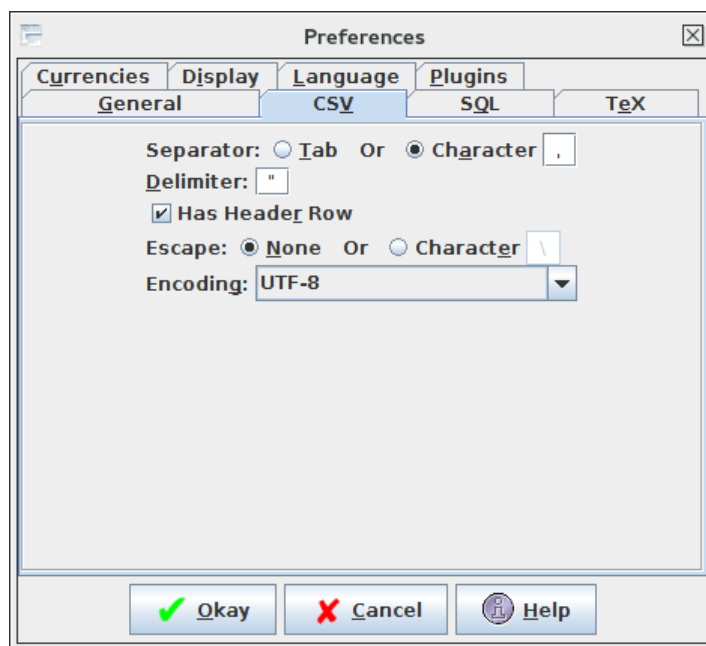 Preferences
Currencies Display Language Plugins
General CSV SQL TeX
Separator: Tab Or Character ,
Delimiter: "
Has Header Row
Escape: None Or Character \
Encoding: UTF-8
Okay Cancel Help